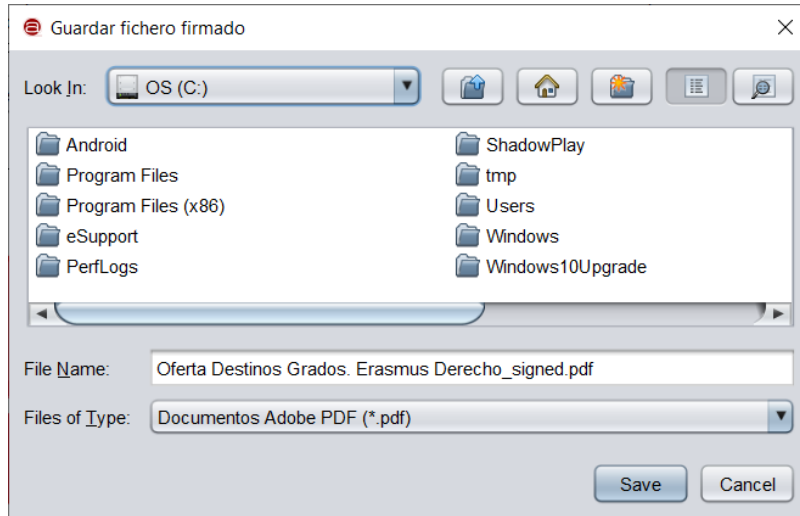 Guardar fichero firmado
Look In: OS (C:)
Android
Program Files
Program Files (x86)
eSupport
PerfLogs
ShadowPlay
tmp
Users
Windows
Windows10Upgrade
File Name: Oferta Destinos Grados. Erasmus Derecho_signed.pdf
Files of Type: Documentos Adobe PDF (*.pdf)
Save Cancel